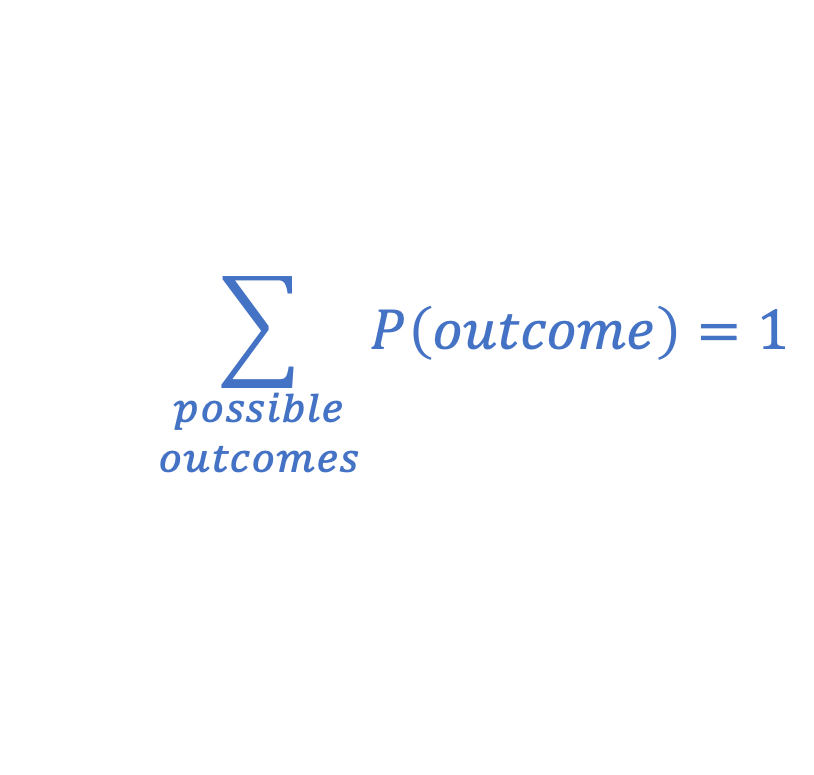 ∑ P(outcome) = 1
possible
outcomes